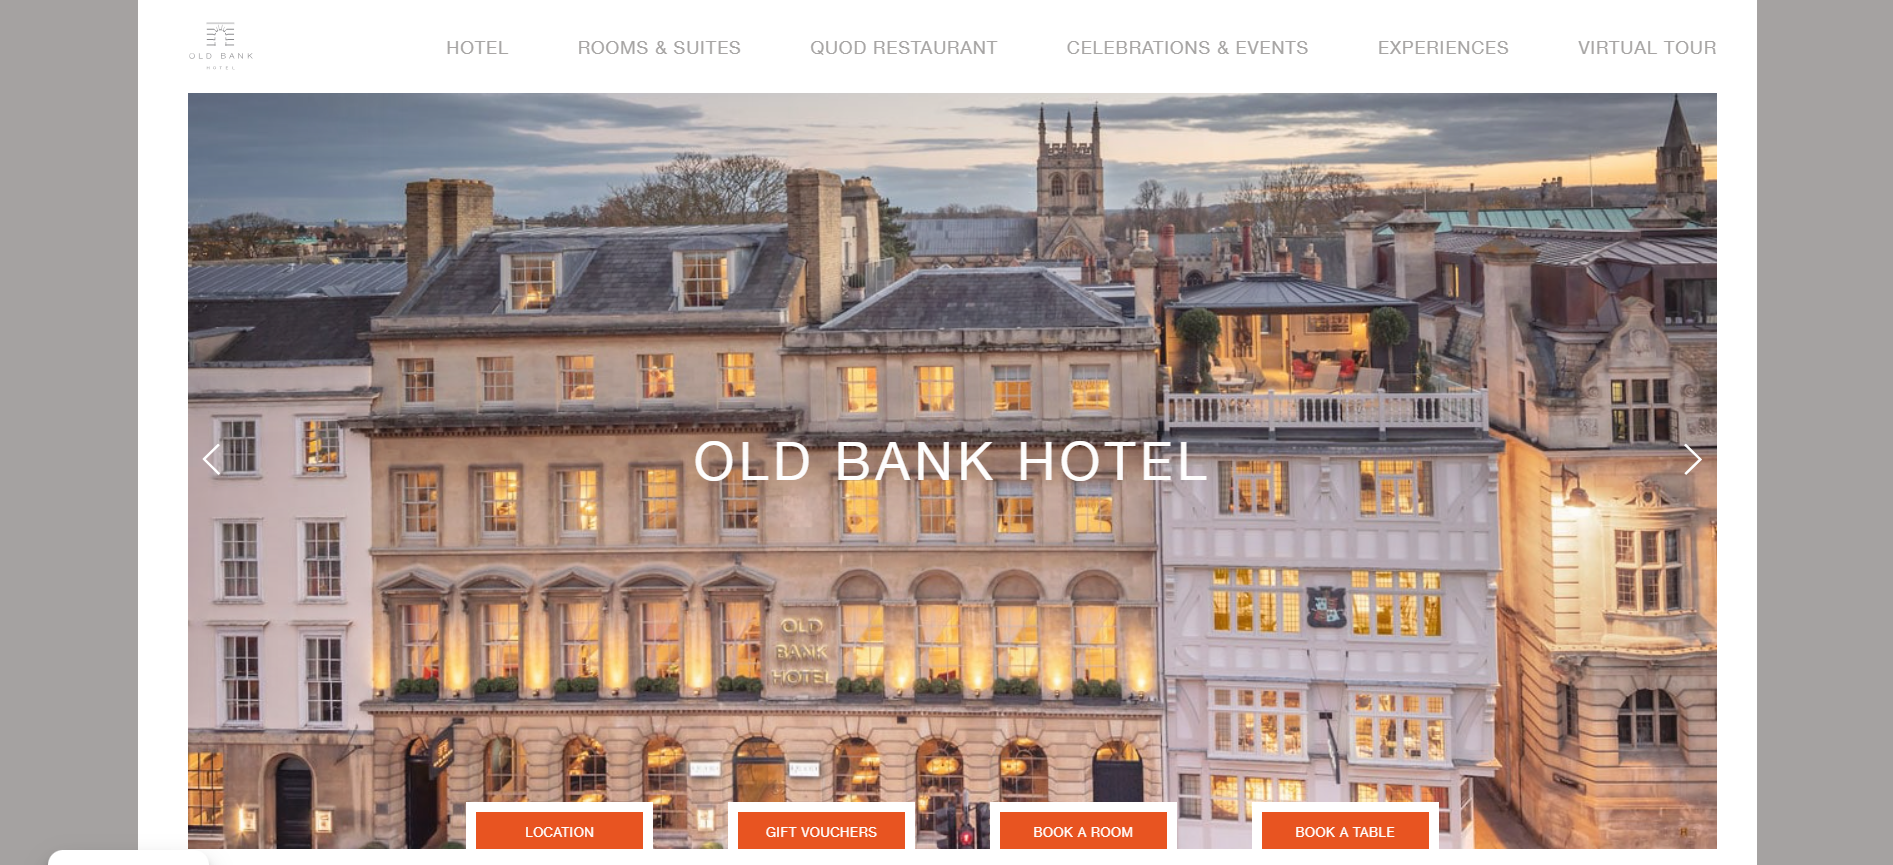 OLD BANK
HOTEL
HOTEL
ROOMS & SUITES
QUOD RESTAURANT
CELEBRATIONS & EVENTS
EXPERIENCES
VIRTUAL TOUR
OLD BANK HOTEL
OLD
BANK
HOTEL
LOCATION
GIFT VOUCHERS
BOOK A ROOM
BOOK A TABLE